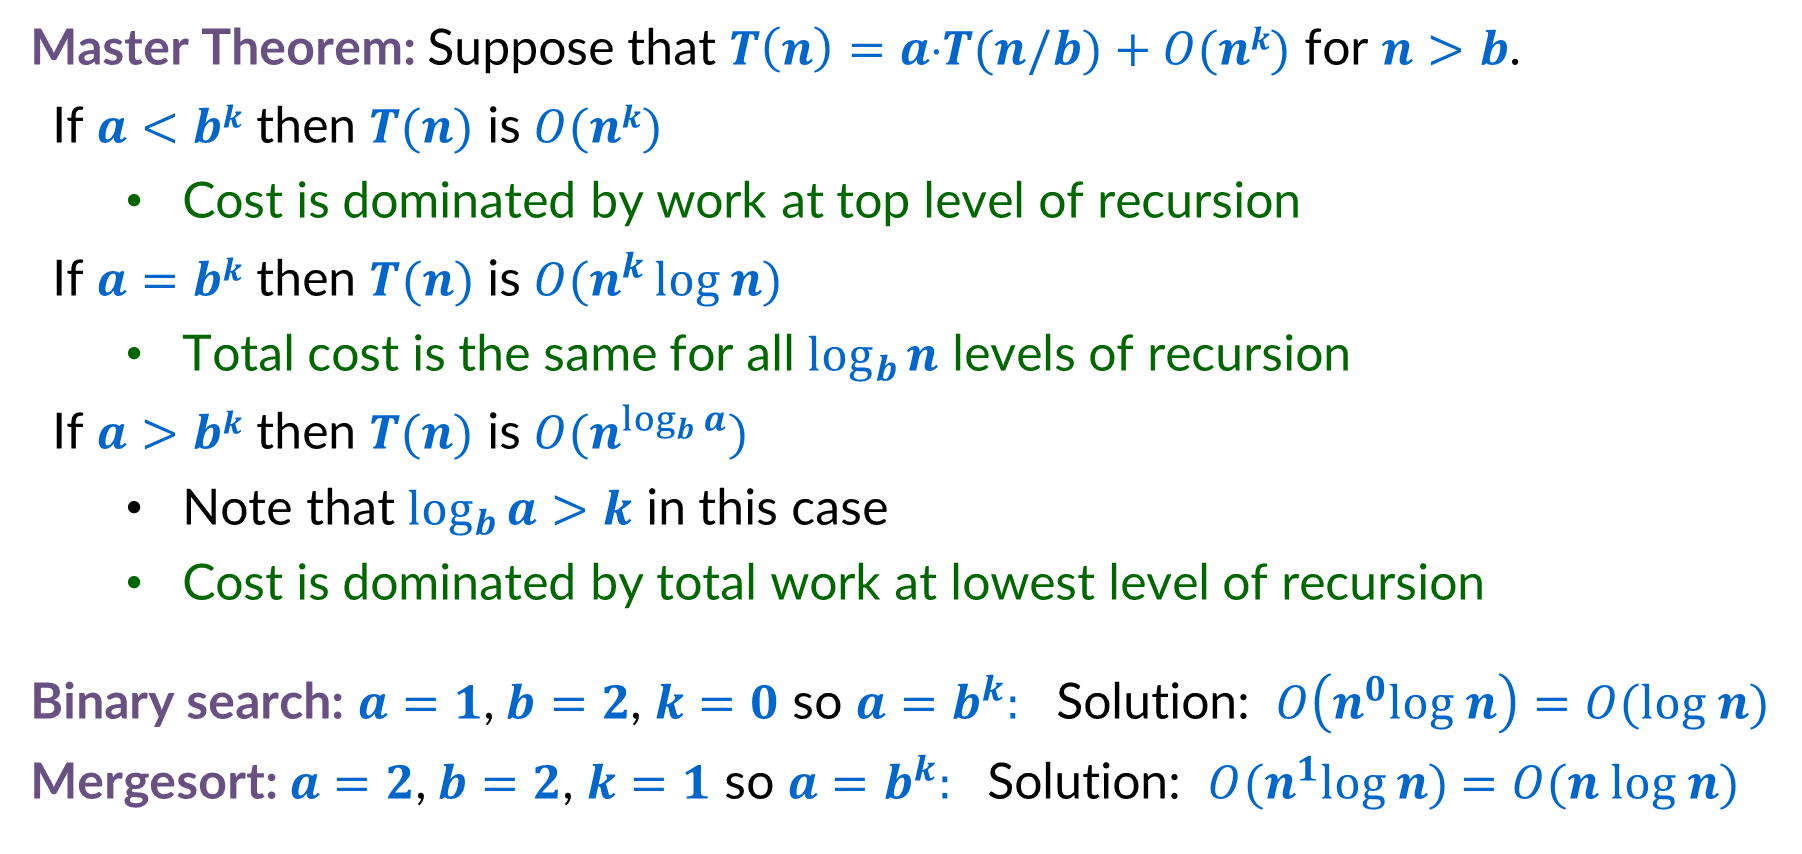 Master Theorem: Suppose that T(n) = a·T(n/b) + O(n^k) for n > b.
If a < b^k then T(n) is O(n^k)
• Cost is dominated by work at top level of recursion
If a = b^k then T(n) is O(n^k log n)
• Total cost is the same for all log_b n levels of recursion
If a > b^k then T(n) is O(n^(log_b a))
• Note that log_b a > k in this case
• Cost is dominated by total work at lowest level of recursion
Binary search: a = 1, b = 2, k = 0 so a = b^k: Solution: O(n^0 log n) = O(log n)
Mergesort: a = 2, b = 2, k = 1 so a = b^k: Solution: O(n^1 log n) = O(n log n)